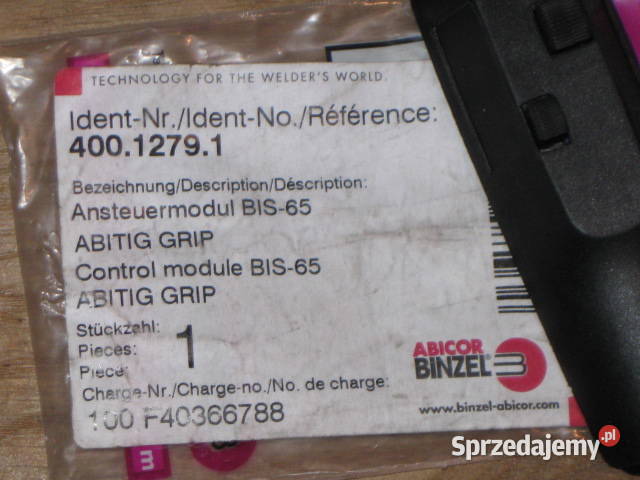 TECHNOLOGY FOR THE WELDER'S WORLD.
Ident-Nr./Ident-No./Référence:
400.1279.1
Bezeichnung/Description/Déscription:
Ansteuermodul BIS-65
ABITIG GRIP
Control module BIS-65
ABITIG GRIP
Stückzahl:
Pieces: 1
Piece:
Charge-Nr./Charge-no./No. de charge:
100 F40366788
ABICOR
BINZEL
www.binzel-abicor.com
m
Sprzedajemy.pl